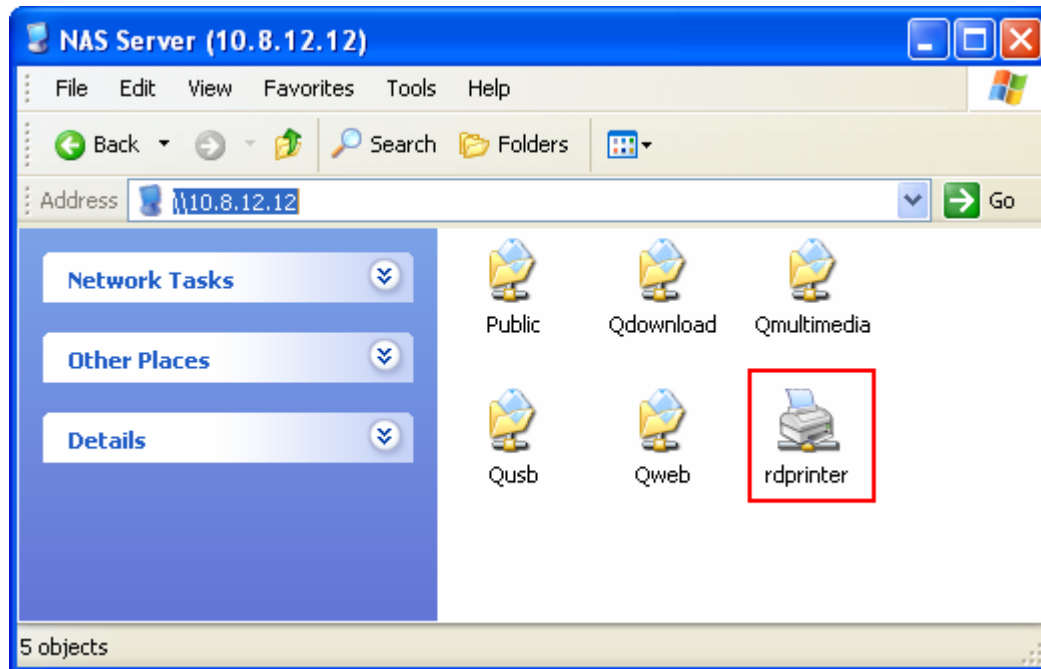 NAS Server (10.8.12.12)
File Edit View Favorites Tools Help
Back Search Folders
Address \\10.8.12.12 Go
Network Tasks
Other Places
Details
Public Qdownload Qmultimedia
Qusb Qweb rdprinter
5 objects